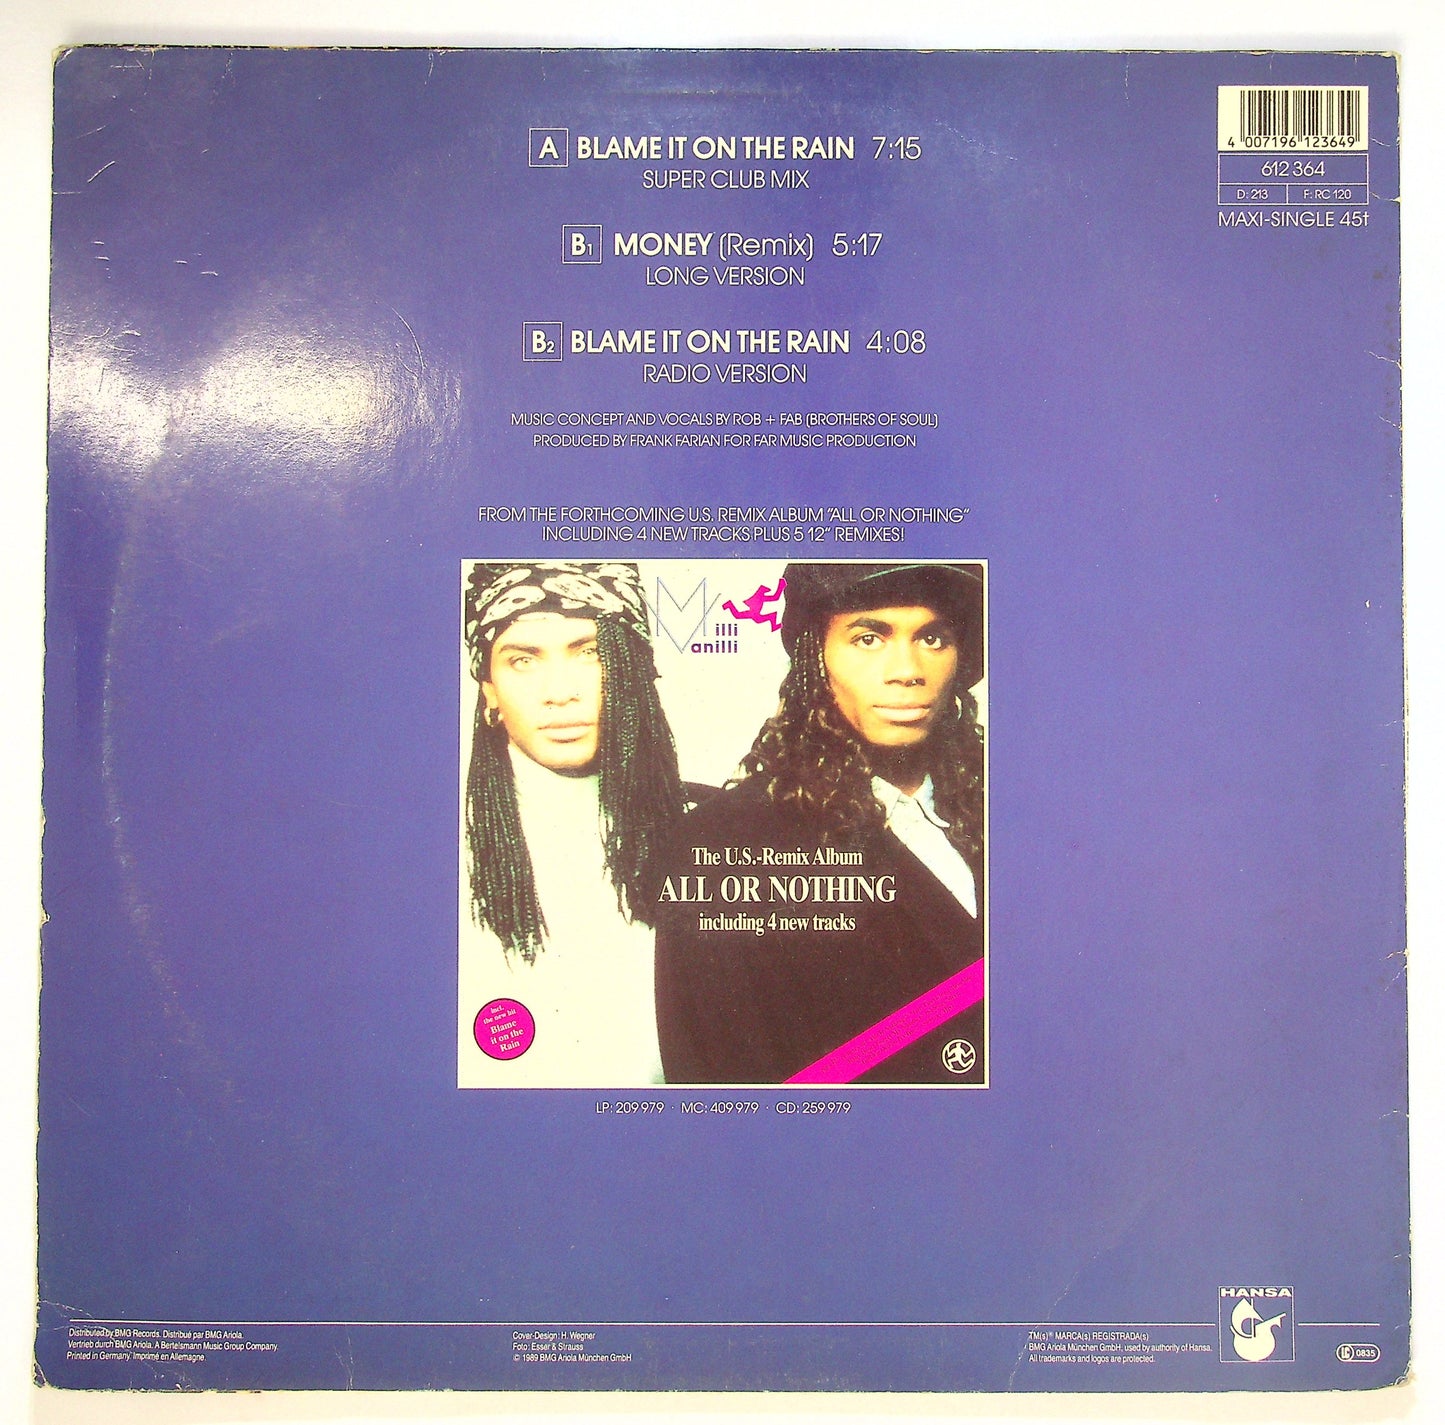 A BLAME IT ON THE RAIN 7:15
SUPER CLUB MIX
B1 MONEY (Remix) 5:17
LONG VERSION
B2 BLAME IT ON THE RAIN 4:08
RADIO VERSION
MUSIC CONCEPT AND VOCALS BY ROB + FAB (BROTHERS OF SOUL)
PRODUCED BY FRANK FARIAN FOR FAR MUSIC PRODUCTION
4 007196 123649
612 364
D: 213 F: RC 120
MAXI-SINGLE 45t
FROM THE FORTHCOMING U.S. REMIX ALBUM "ALL OR NOTHING"
INCLUDING 4 NEW TRACKS PLUS 5 12" REMIXES!
Milli
Vanilli
The U.S.-Remix Album
ALL OR NOTHING
including 4 new tracks
incl.
the new hit
Blame
it on the
Rain
LP: 209 979 · MC: 409 979 · CD: 259 979
Distributed by BMG Records. Distribué par BMG Ariola.
Vertrieb durch BMG Ariola. A Bertelsmann Music Group Company.
Printed in Germany. Imprimé en Allemagne.
Cover-Design: H. Wegner
Foto: Esser & Strauss
© 1989 BMG Ariola München GmbH
TM(s)® MARCA(s) REGISTRADA(s)
BMG Ariola München GmbH, used by authority of Hansa.
All trademarks and logos are protected.
HANSA
LC 0835